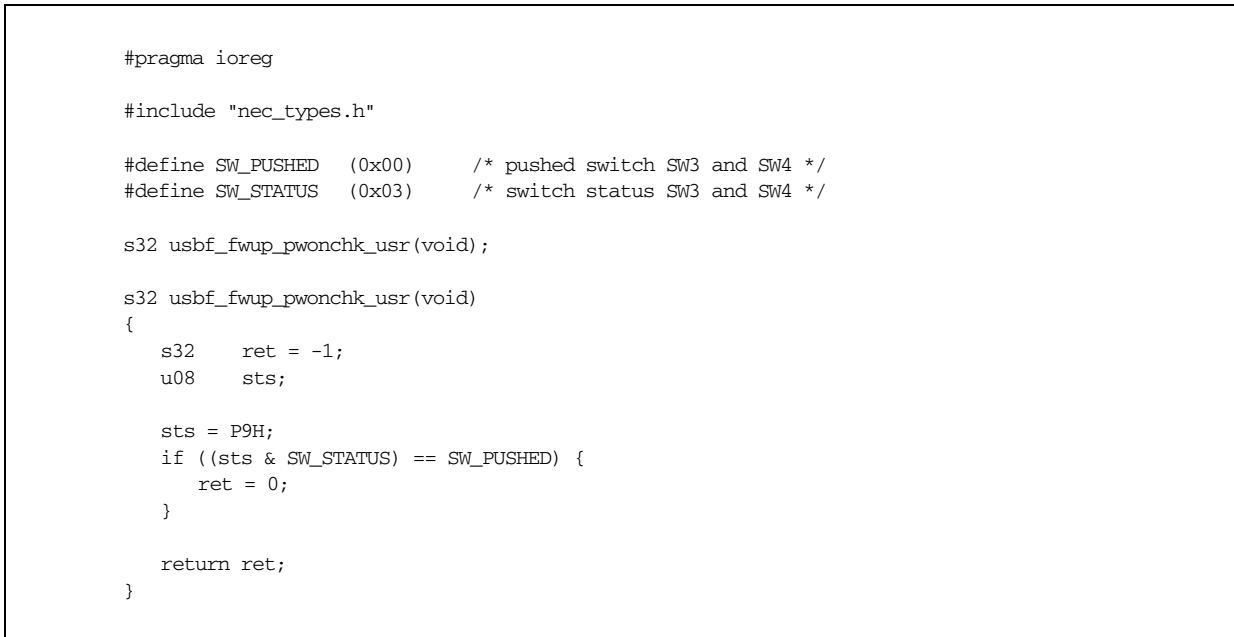 #pragma ioreg

#include "nec_types.h"

#define SW_PUSHED   (0x00)      /* pushed switch SW3 and SW4 */
#define SW_STATUS   (0x03)      /* switch status SW3 and SW4 */

s32 usbf_fwup_pwonchk_usr(void);

s32 usbf_fwup_pwonchk_usr(void)
{
   s32     ret = -1;
   u08     sts;

   sts = P9H;
   if ((sts & SW_STATUS) == SW_PUSHED) {
      ret = 0;
   }

   return ret;
}